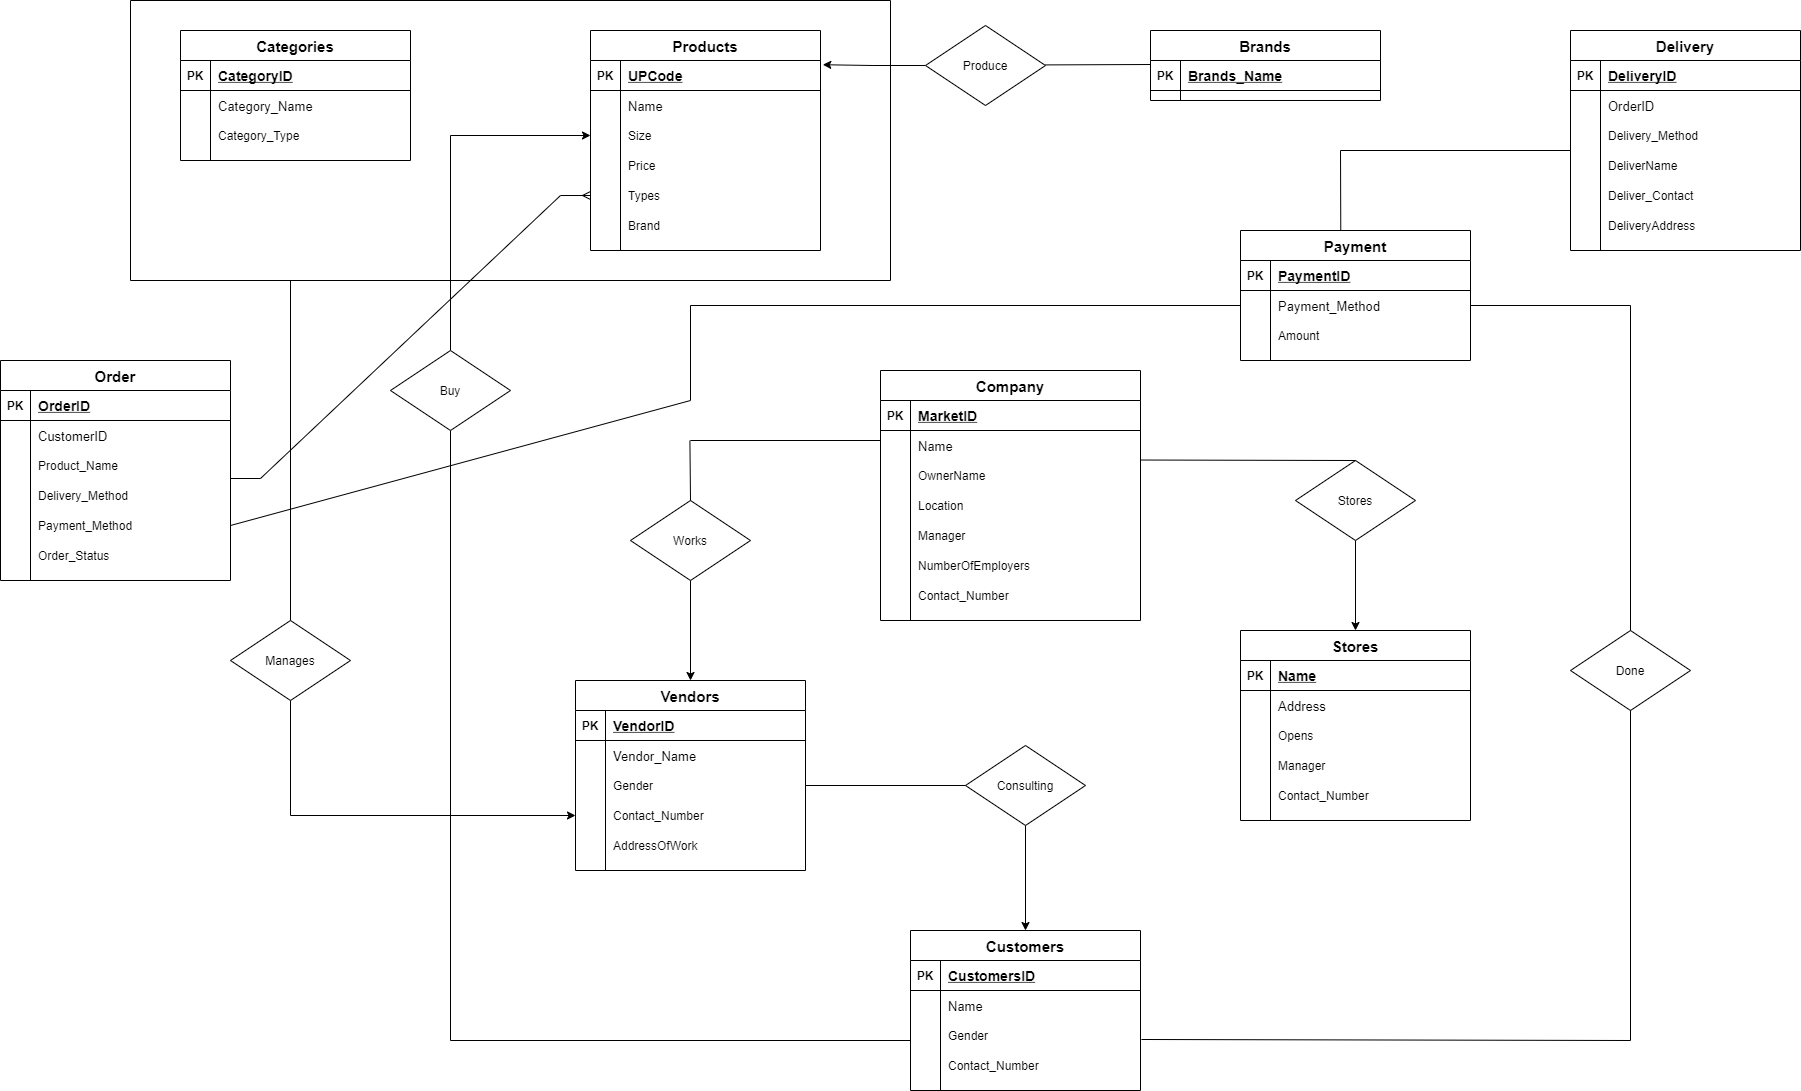 Categories
PK CategoryID
Category_Name
Category_Type
Products
PK UPCode
Name
Size
Price
Types
Brand
Produce
Brands
PK Brands_Name
Delivery
PK DeliveryID
OrderID
Delivery_Method
DeliverName
Deliver_Contact
DeliveryAddress
Payment
PK PaymentID
Payment_Method
Amount
Order
PK OrderID
CustomerID
Product_Name
Delivery_Method
Payment_Method
Order_Status
Buy
Company
PK MarketID
Name
OwnerName
Location
Manager
NumberOfEmployers
Contact_Number
Works
Stores
Manages
Stores
PK Name
Address
Opens
Manager
Contact_Number
Done
Vendors
PK VendorID
Vendor_Name
Gender
Contact_Number
AddressOfWork
Consulting
Customers
PK CustomersID
Name
Gender
Contact_Number